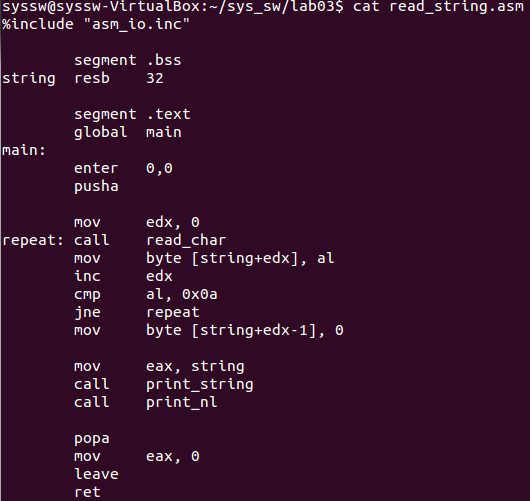 syssw@syssw-VirtualBox:~/sys_sw/lab03$ cat read_string.asm
%include "asm_io.inc"
segment .bss
string resb 32
segment .text
global main
main:
enter 0,0
pusha
mov edx, 0
repeat: call read_char
mov byte [string+edx], al
inc edx
cmp al, 0x0a
jne repeat
mov byte [string+edx-1], 0
mov eax, string
call print_string
call print_nl
popa
mov eax, 0
leave
ret